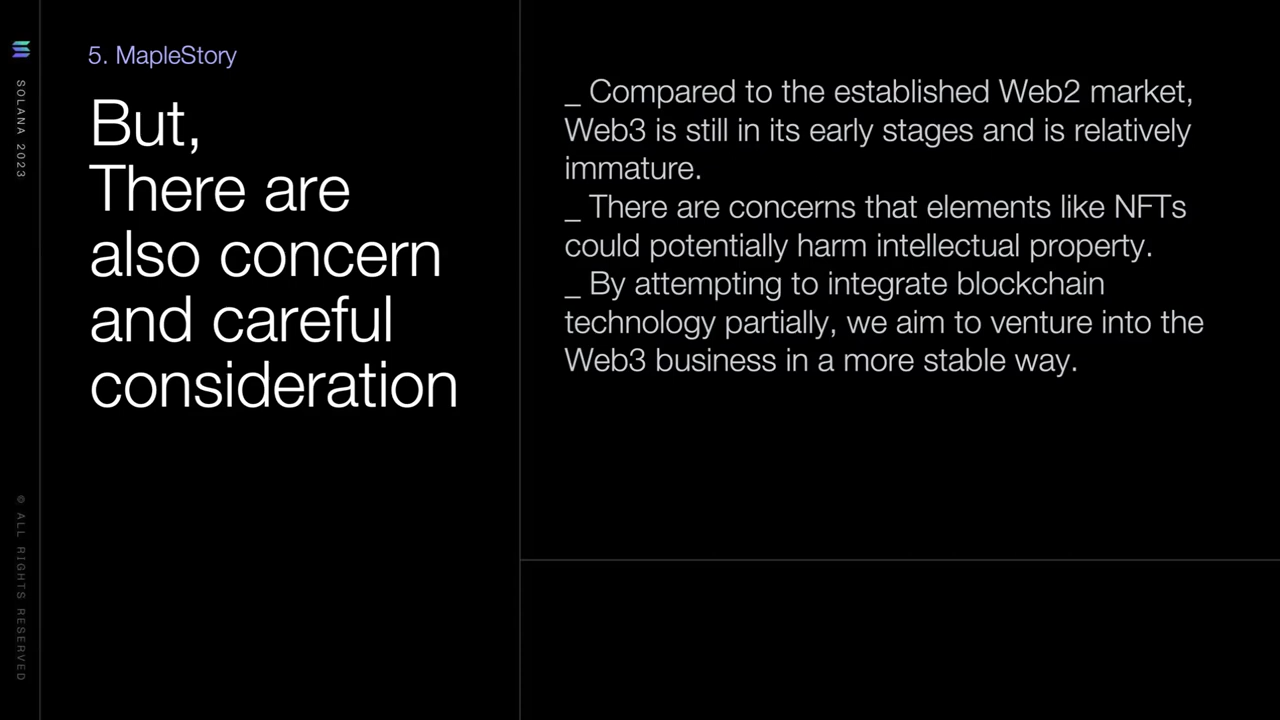 SOLANA 2023
© ALL RIGHTS RESERVED
5. MapleStory
But,
There are
also concern
and careful
consideration
_ Compared to the established Web2 market,
Web3 is still in its early stages and is relatively
immature.
_ There are concerns that elements like NFTs
could potentially harm intellectual property.
_ By attempting to integrate blockchain
technology partially, we aim to venture into the
Web3 business in a more stable way.